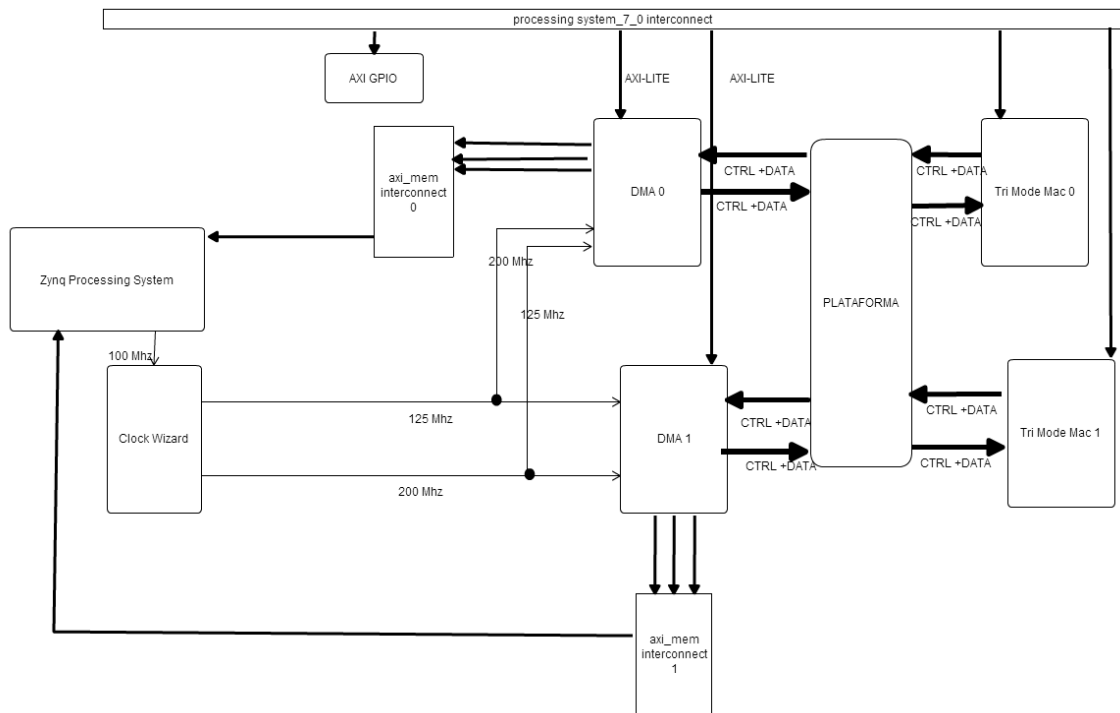 processing system_7_0 interconnect
AXI GPIO
AXI-LITE
AXI-LITE
axi_mem
interconnect
0
DMA 0
CTRL +DATA
CTRL +DATA
CTRL +DATA
CTRL +DATA
Tri Mode Mac 0
Zynq Processing System
200 Mhz
125 Mhz
PLATAFORMA
100 Mhz
Clock Wizard
125 Mhz
200 Mhz
DMA 1
CTRL +DATA
CTRL +DATA
CTRL +DATA
CTRL +DATA
Tri Mode Mac 1
axi_mem
interconnect
1